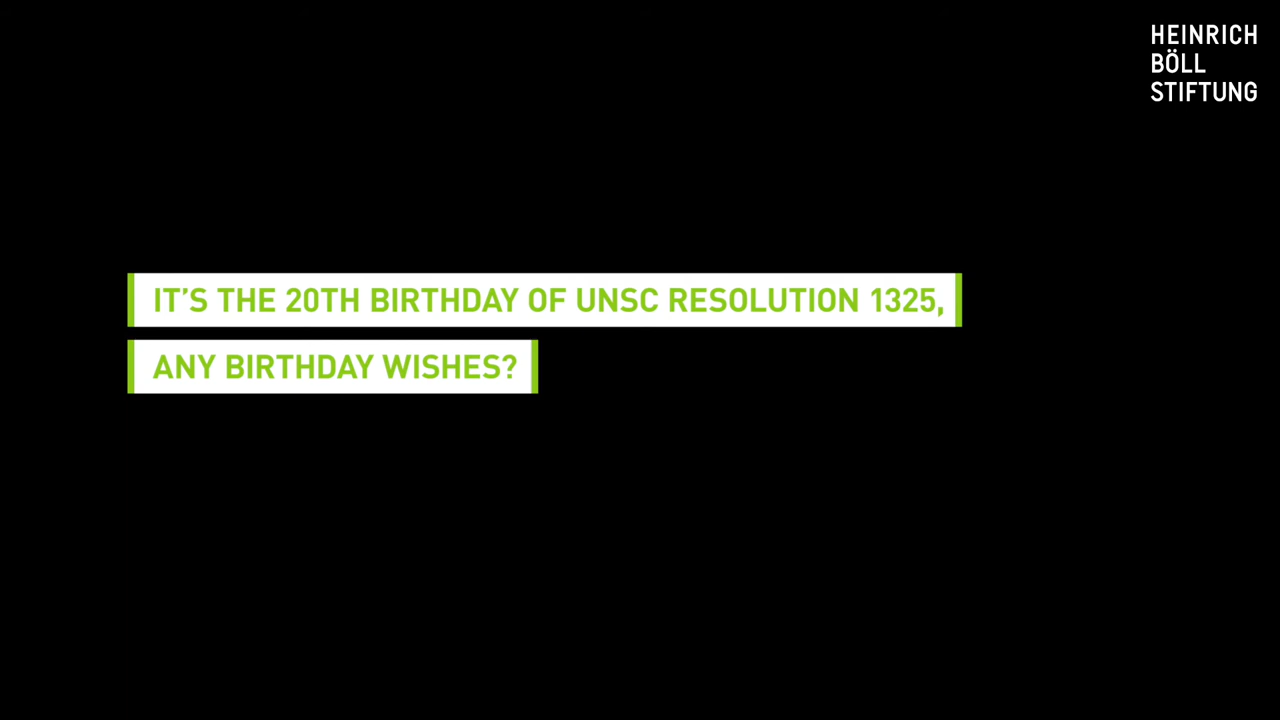 HEINRICH
BÖLL
STIFTUNG
IT’S THE 20TH BIRTHDAY OF UNSC RESOLUTION 1325,
ANY BIRTHDAY WISHES?